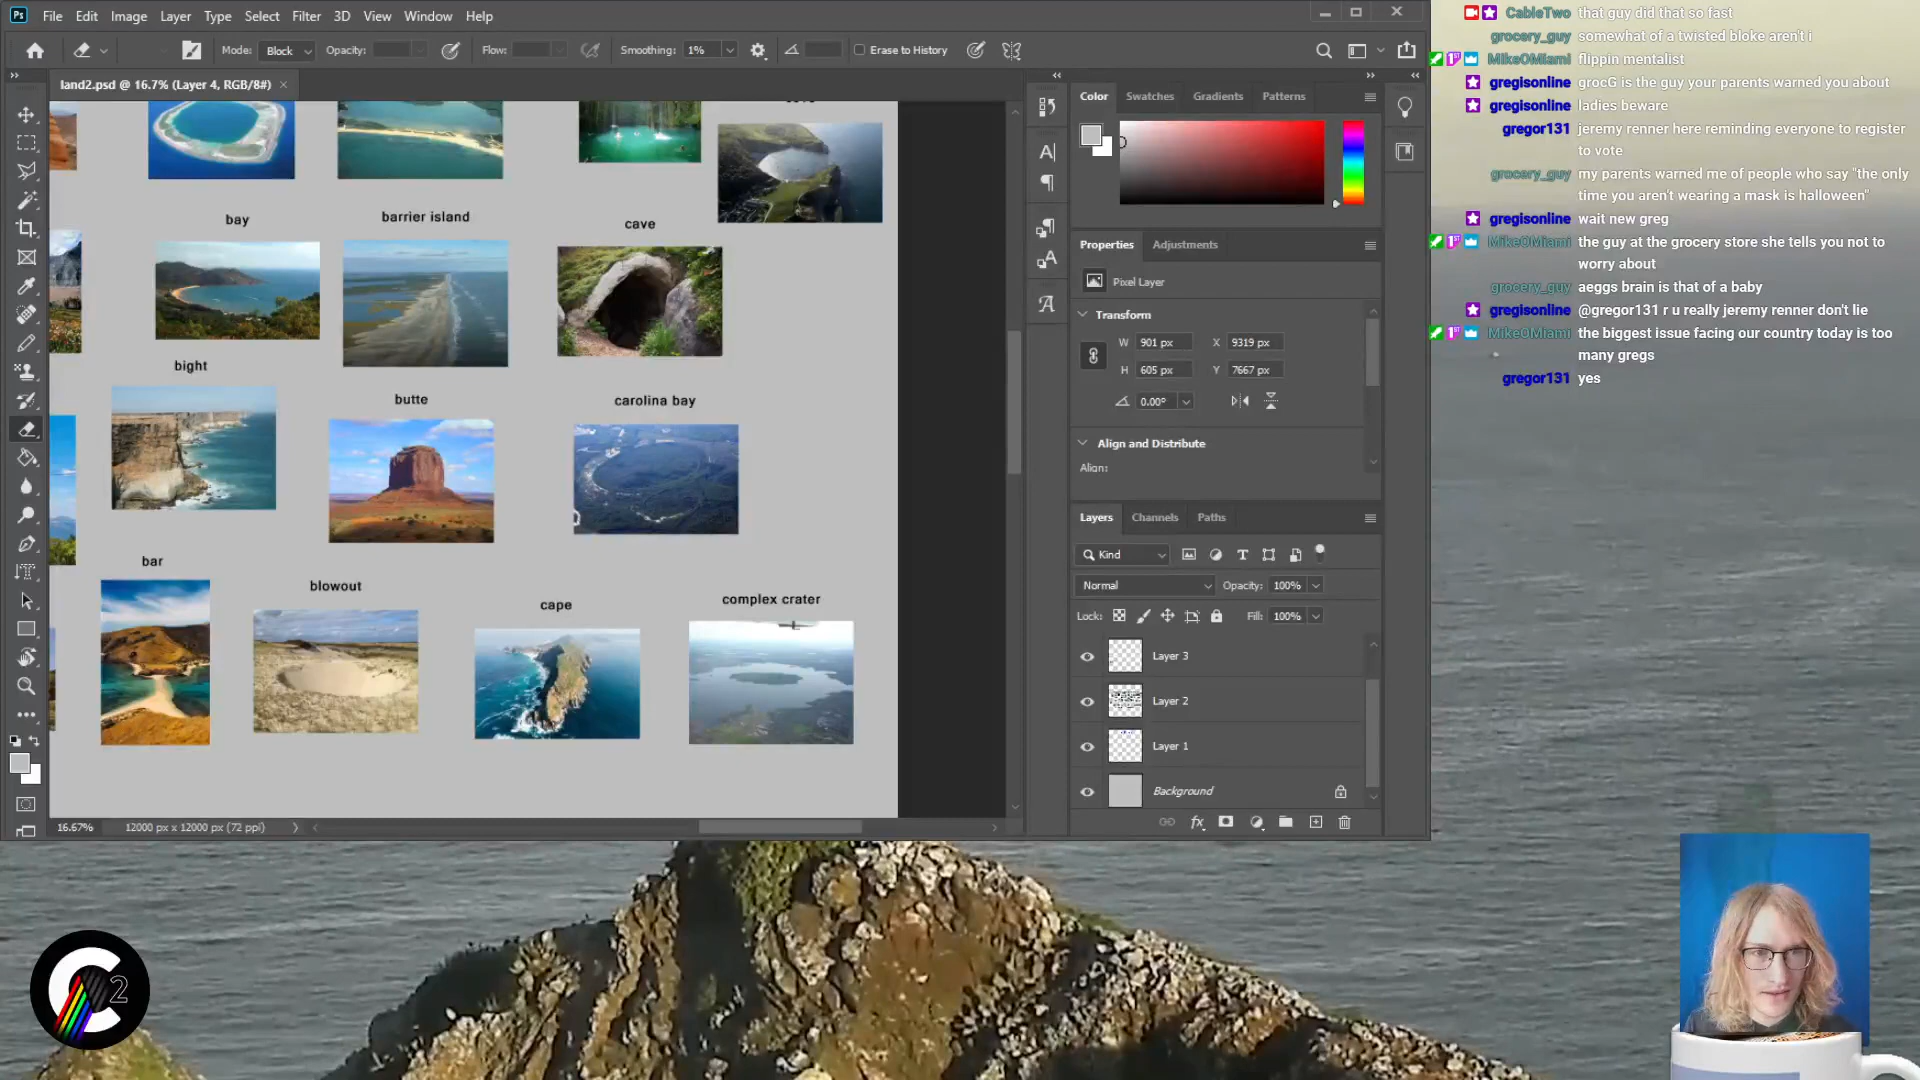 File Edit Image Layer Type Select Filter 3D View Window Help
Mode: Block Opacity: Flow: Smoothing: 1% Erase to History
land2.psd @ 16.7% (Layer 4, RGB/8#)
bay
barrier island
cave
bight
butte
carolina bay
bar
blowout
cape
complex crater
16.67% 12000 px x 12000 px (72 ppi)
Color Swatches Gradients Patterns
Properties Adjustments
Pixel Layer
Transform
W 901 px X 9319 px
H 605 px Y 7667 px
0.00°
Align and Distribute
Align:
Layers Channels Paths
Kind
Normal Opacity: 100%
Lock: Fill: 100%
Layer 3
Layer 2
Layer 1
Background
CableTwo that guy did that so fast
grocery_guy somewhat of a twisted bloke aren't i
MikeOMiami flippin mentalist
gregisonline grocG is the guy your parents warned you about
gregisonline ladies beware
gregor131 jeremy renner here reminding everyone to register
to vote
grocery_guy my parents warned me of people who say "the only
time you aren't wearing a mask is halloween"
gregisonline wait new greg
MikeOMiami the guy at the grocery store she tells you not to
worry about
grocery_guy aeggs brain is that of a baby
gregisonline @gregor131 r u really jeremy renner don't lie
MikeOMiami the biggest issue facing our country today is too
many gregs
gregor131 yes
C2